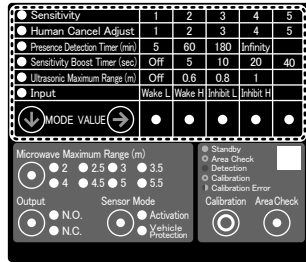 Sensitivity 1 2 3 4 5
Human Cancel Adjust 1 2 3 4 5
Presence Detection Timer (min) 5 60 180 Infinity
Sensitivity Boost Timer (sec) Off 5 10 20 40
Ultrasonic Maximum Range (m) Off 0.6 0.8 1
Input Wake L Wake H Inhibit L Inhibit H
MODE VALUE
Microwave Maximum Range (m)
2 2.5 3 3.5
4 4.5 5 5.5
Standby
Area Check
Detection
Calibration
Calibration Error
Output Sensor Mode Calibration Area Check
N.O. Activation
N.C. Vehicle
Protection